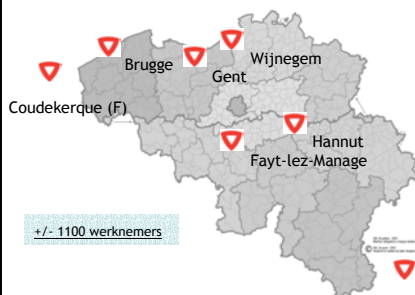 Wijnegem
Brugge
Gent
Coudekerque (F)
Hannut
Fayt-lez-Manage
+/- 1100 werknemers